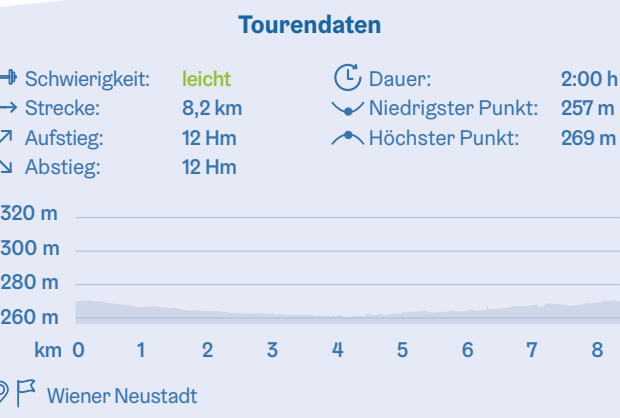 Tourendaten
Schwierigkeit: leicht Dauer: 2:00 h
Strecke: 8,2 km Niedrigster Punkt: 257 m
Aufstieg: 12 Hm Höchster Punkt: 269 m
Abstieg: 12 Hm
320 m
300 m
280 m
260 m
km 0 1 2 3 4 5 6 7 8
Wiener Neustadt